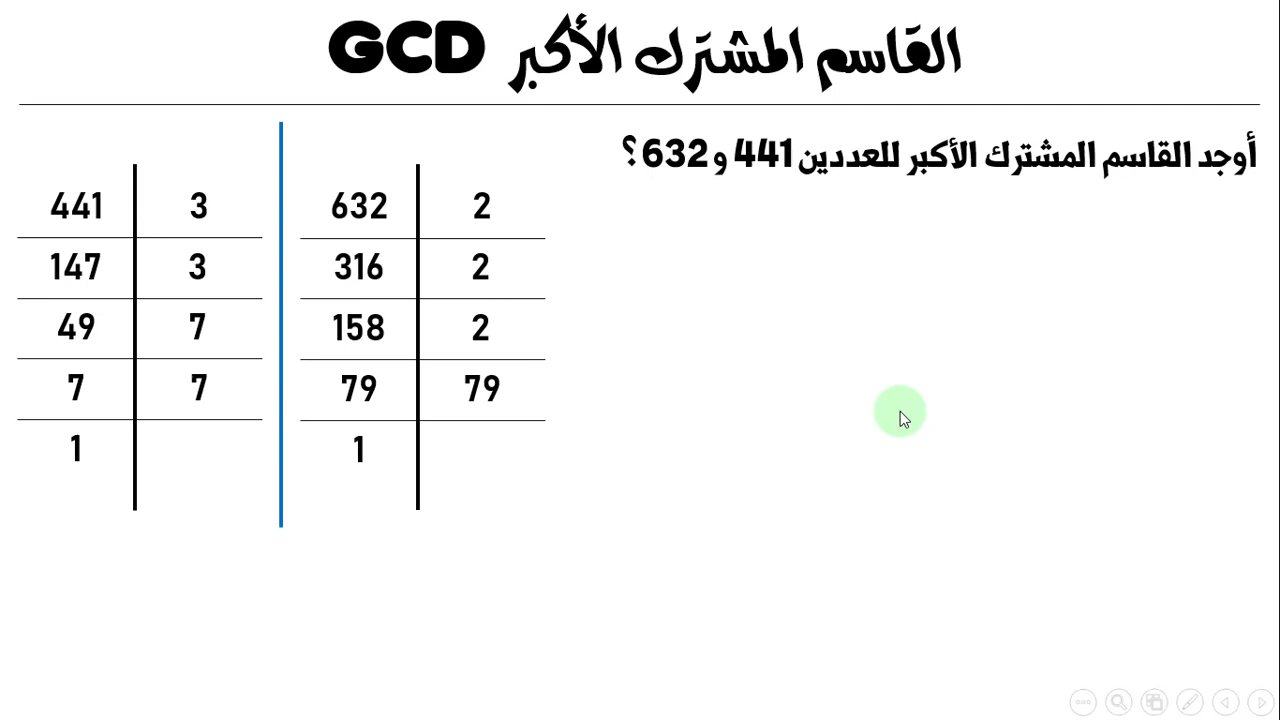 القاسم المشترك الأكبر GCD
أوجد القاسم المشترك الأكبر للعددين 441 و 632 ؟
441 3 632 2
147 3 316 2
49 7 158 2
7 7 79 79
1 1